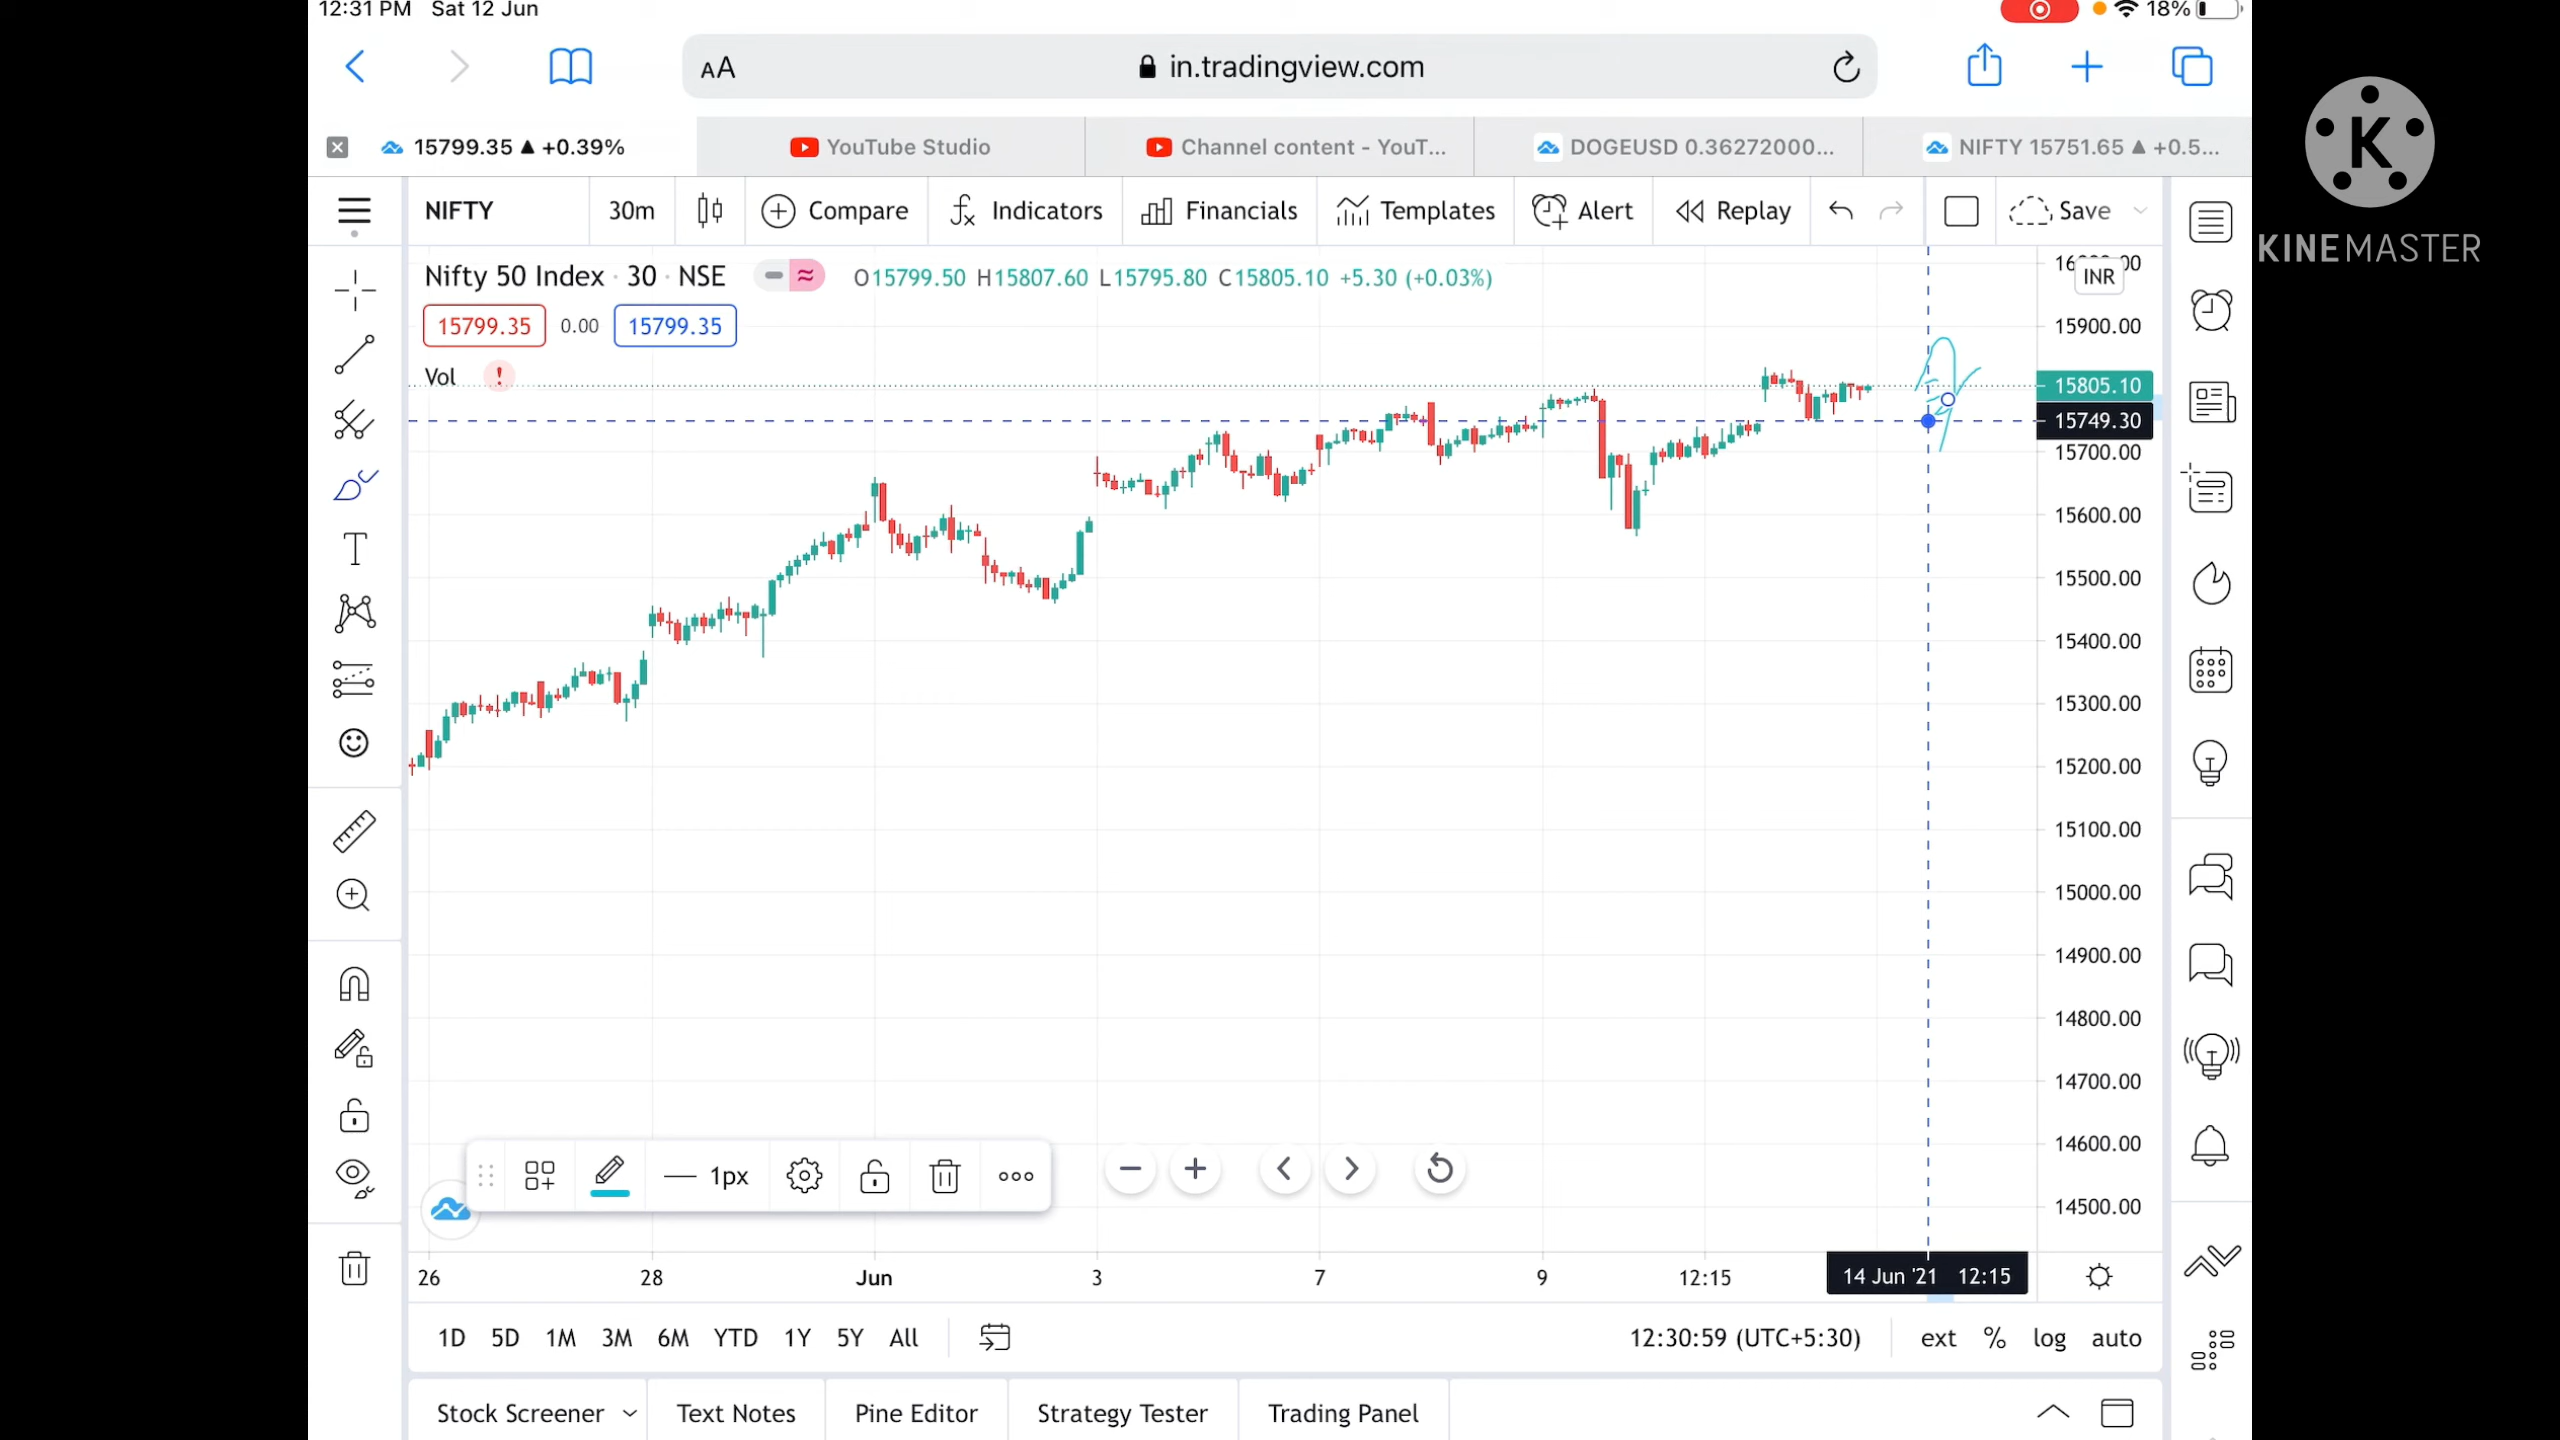 12:31 PM Sat 12 Jun
18%
AA in.tradingview.com
15799.35 ▲ +0.39%
YouTube Studio
Channel content - YouT...
DOGEUSD 0.36272000...
NIFTY 15751.65 ▲ +0.5...
K
KINEMASTER
NIFTY
30m
Compare
Indicators
Financials
Templates
Alert
Replay
Save
Nifty 50 Index · 30 · NSE
O15799.50 H15807.60 L15795.80 C15805.10 +5.30 (+0.03%)
INR
15799.35 0.00 15799.35
Vol !
15900.00
15805.10
15749.30
15700.00
15600.00
15500.00
15400.00
15300.00
15200.00
15100.00
15000.00
14900.00
14800.00
14700.00
14600.00
14500.00
T
1px
26 28 Jun 3 7 9 12:15 14 Jun '21 12:15
1D 5D 1M 3M 6M YTD 1Y 5Y All
12:30:59 (UTC+5:30) ext % log auto
Stock Screener
Text Notes
Pine Editor
Strategy Tester
Trading Panel